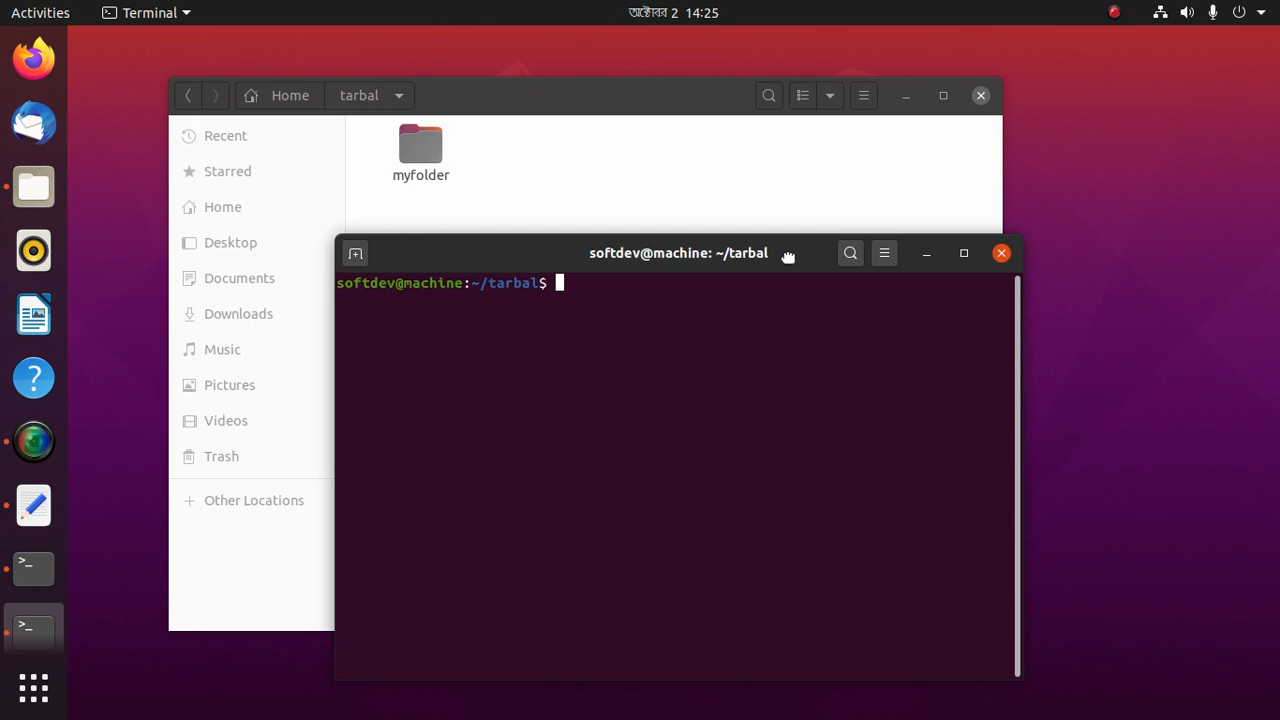 Activities
Terminal
অক্টোবর 2 14:25
Home
tarbal
Recent
Starred
Home
Desktop
Documents
Downloads
Music
Pictures
Videos
Trash
Other Locations
myfolder
softdev@machine: ~/tarbal
softdev@machine:~/tarbal$